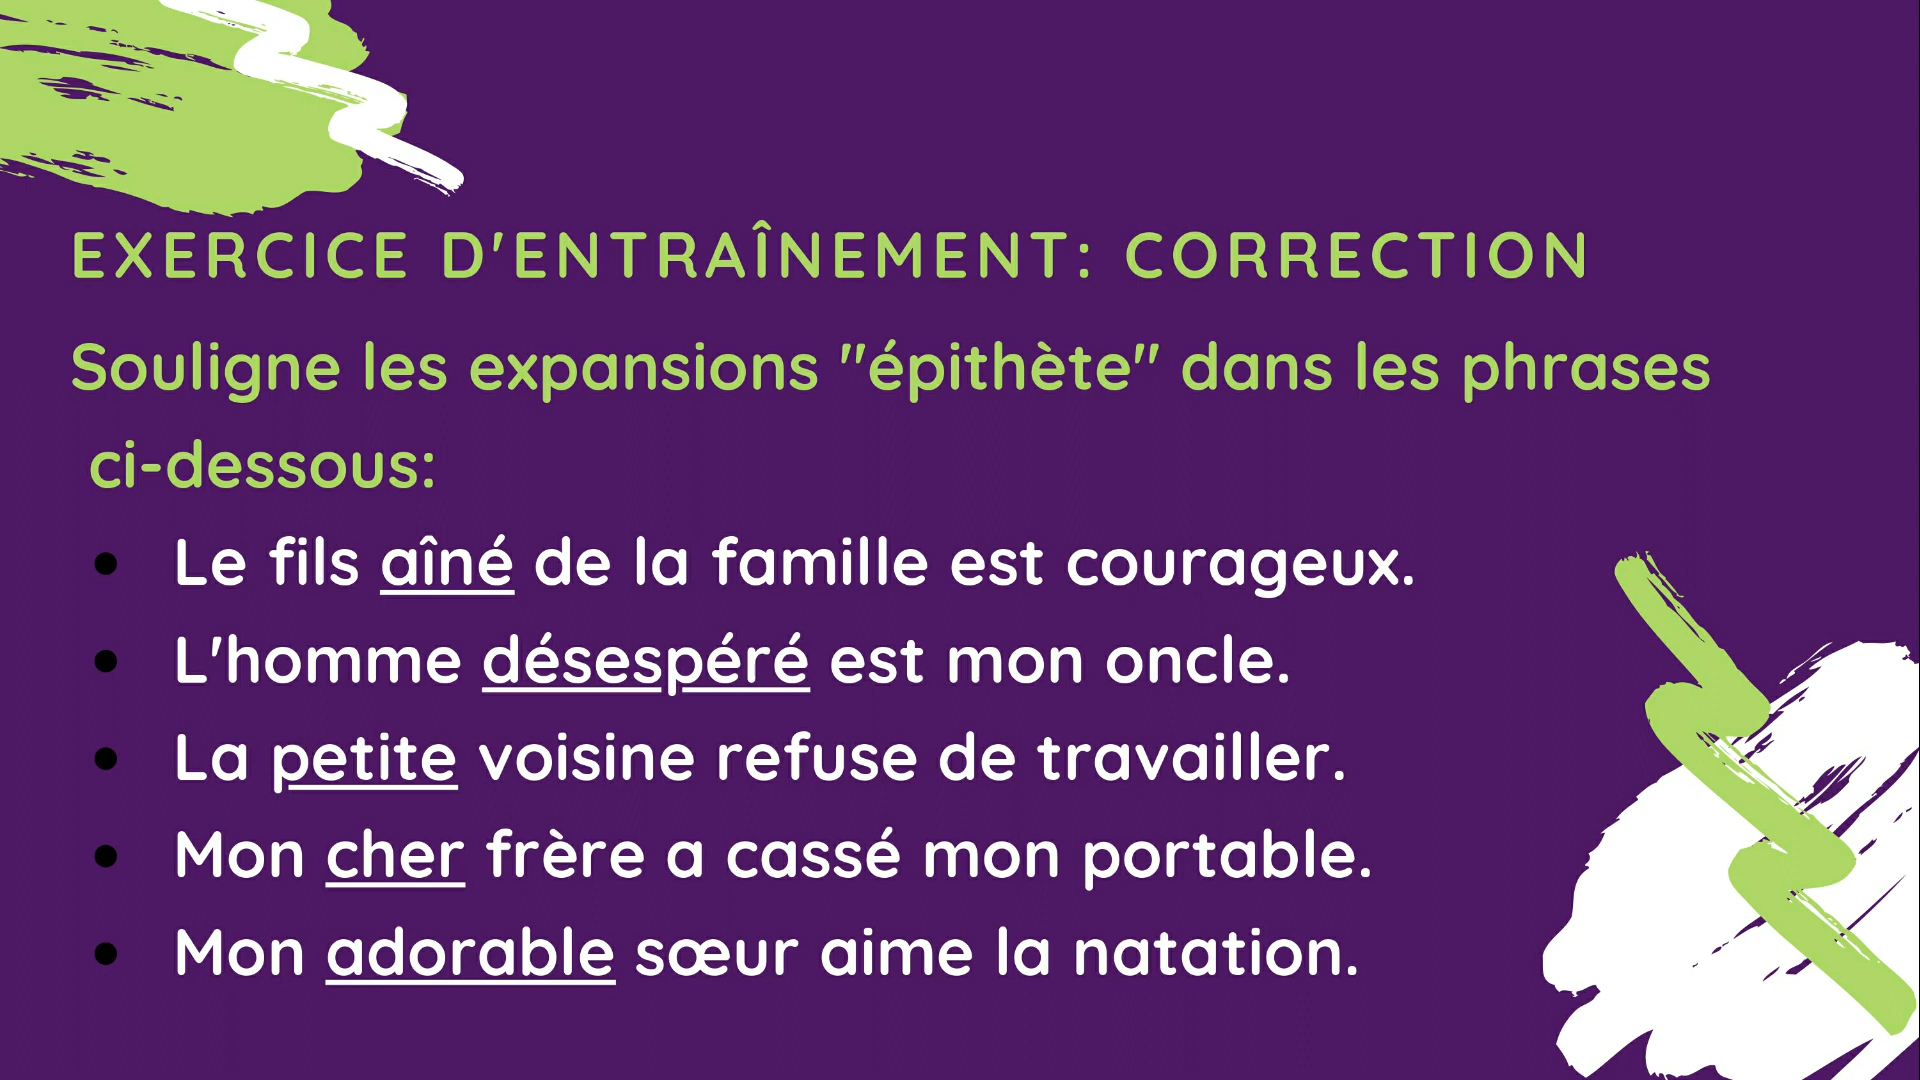 EXERCICE D'ENTRAÎNEMENT: CORRECTION
Souligne les expansions "épithète" dans les phrases
ci-dessous:
• Le fils aîné de la famille est courageux.
• L'homme désespéré est mon oncle.
• La petite voisine refuse de travailler.
• Mon cher frère a cassé mon portable.
• Mon adorable sœur aime la natation.